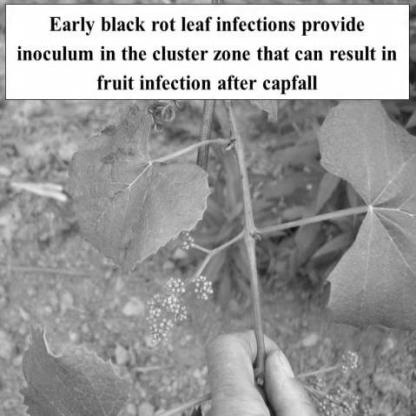 Early black rot leaf infections provide
inoculum in the cluster zone that can result in
fruit infection after capfall